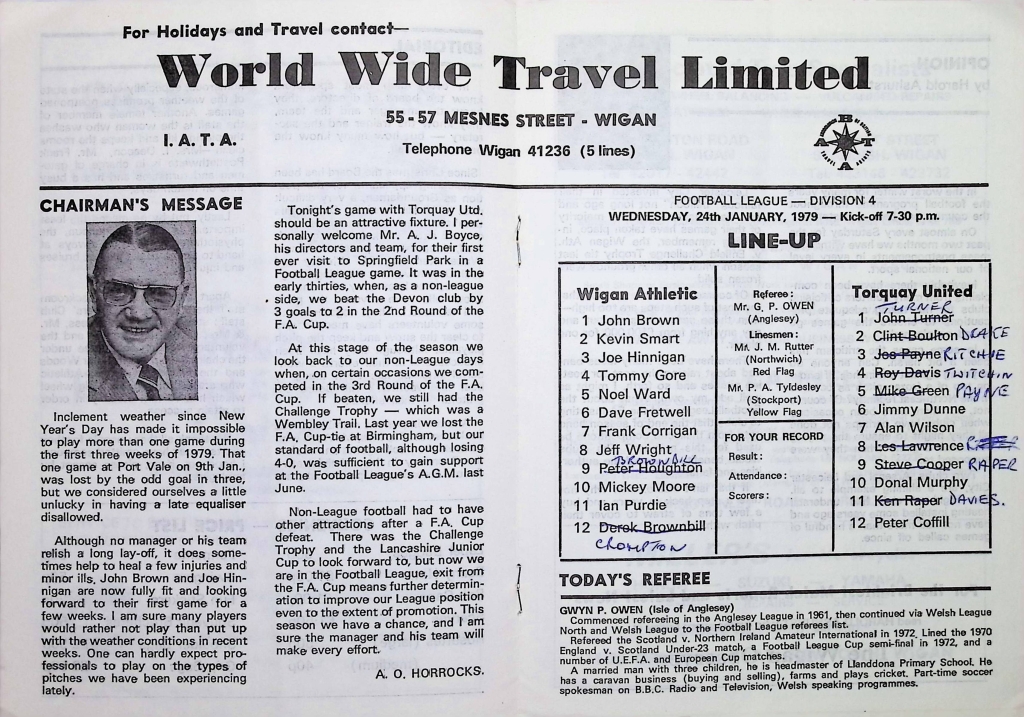 For Holidays and Travel contact—
World Wide Travel Limited
55-57 MESNES STREET - WIGAN
I. A. T. A.
Telephone Wigan 41236 (5 lines)
ABTA
CHAIRMAN'S MESSAGE
Inclement weather since New
Year's Day has made it impossible
to play more than one game during
the first three weeks of 1979. That
one game at Port Vale on 9th Jan.,
was lost by the odd goal in three,
but we considered ourselves a little
unlucky in having a late equaliser
disallowed.
Although no manager or his team
relish a long lay-off, it does some-
times help to heal a few injuries and
minor ills. John Brown and Joe Hin-
nigan are now fully fit and looking
forward to their first game for a
few weeks. I am sure many players
would rather not play than put up
with the weather conditions in recent
weeks. One can hardly expect pro-
fessionals to play on the types of
pitches we have been experiencing
lately.
Tonight's game with Torquay Utd.
should be an attractive fixture. I per-
sonally welcome Mr. A. J. Boyce,
his directors and team, for their first
ever visit to Springfield Park in a
Football League game. It was in the
early thirties, when, as a non-league
side, we beat the Devon club by
3 goals to 2 in the 2nd Round of the
F.A. Cup.
At this stage of the season we
look back to our non-League days
when, on certain occasions we com-
peted in the 3rd Round of the F.A.
Cup. If beaten, we still had the
Challenge Trophy — which was a
Wembley Trail. Last year we lost the
F.A. Cup-tie at Birmingham, but our
standard of football, although losing
4-0, was sufficient to gain support
at the Football League's A.G.M. last
June.
Non-League football had to have
other attractions after a F.A. Cup
defeat. There was the Challenge
Trophy and the Lancashire Junior
Cup to look forward to, but now we
are in the Football League, exit from
the F.A. Cup means further determin-
ation to improve our League position
even to the extent of promotion. This
season we have a chance, and I am
sure the manager and his team will
make every effort.
A. O. HORROCKS.
FOOTBALL LEAGUE — DIVISION 4
WEDNESDAY, 24th JANUARY, 1979 — Kick-off 7-30 p.m.
LINE-UP
Wigan Athletic
1 John Brown
2 Kevin Smart
3 Joe Hinnigan
4 Tommy Gore
5 Noel Ward
6 Dave Fretwell
7 Frank Corrigan
8 Jeff Wright
BROWNBILL
9 Peter Houghton
10 Mickey Moore
11 Ian Purdie
12 Derek Brownbill
CROMPTON
Referee:
Mr. G. P. OWEN
(Anglesey)
Linesmen:
Mr. J. M. RUTTER
(Northwich)
Red Flag
Mr. P. A. Tyldesley
(Stockport)
Yellow Flag
FOR YOUR RECORD
Result:
Attendance:
Scorers:
Torquay United
TURNER
1 John Turner
2 Clint Boulton DRAKE
3 Joe Payne RITCHIE
4 Roy Davis TWITCHIN
5 Mike Green PAYNE
6 Jimmy Dunne
7 Alan Wilson
8 Les Lawrence
9 Steve Cooper RAPER
10 Donal Murphy
11 Ken Raper DAVIES.
12 Peter Coffill
TODAY'S REFEREE
GWYN P. OWEN (Isle of Anglesey)
Commenced refereeing in the Anglesey League in 1961, then continued via Welsh League
North and Welsh League to the Football League referees list.
Refereed the Scotland v. Northern Ireland Amateur International in 1972. Lined the 1970
England v. Scotland Under-23 match, a Football League Cup semi-final in 1972, and a
number of U.E.F.A. and European Cup matches.
A married man with three children, he is headmaster of Llanddona Primary School. He
has a caravan business (buying and selling), farms and plays cricket. Part-time soccer
spokesman on B.B.C. Radio and Television, Welsh speaking programmes.